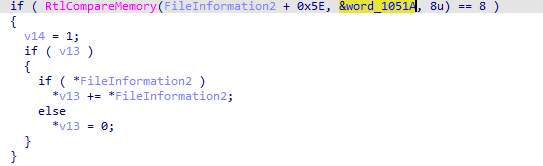 if ( RtlCompareMemory(FileInformation2 + 0x5E, &word_1051A, 8u) == 8 )
{
v14 = 1;
if ( v13 )
{
if ( *FileInformation2 )
*v13 += *FileInformation2;
else
*v13 = 0;
}
}